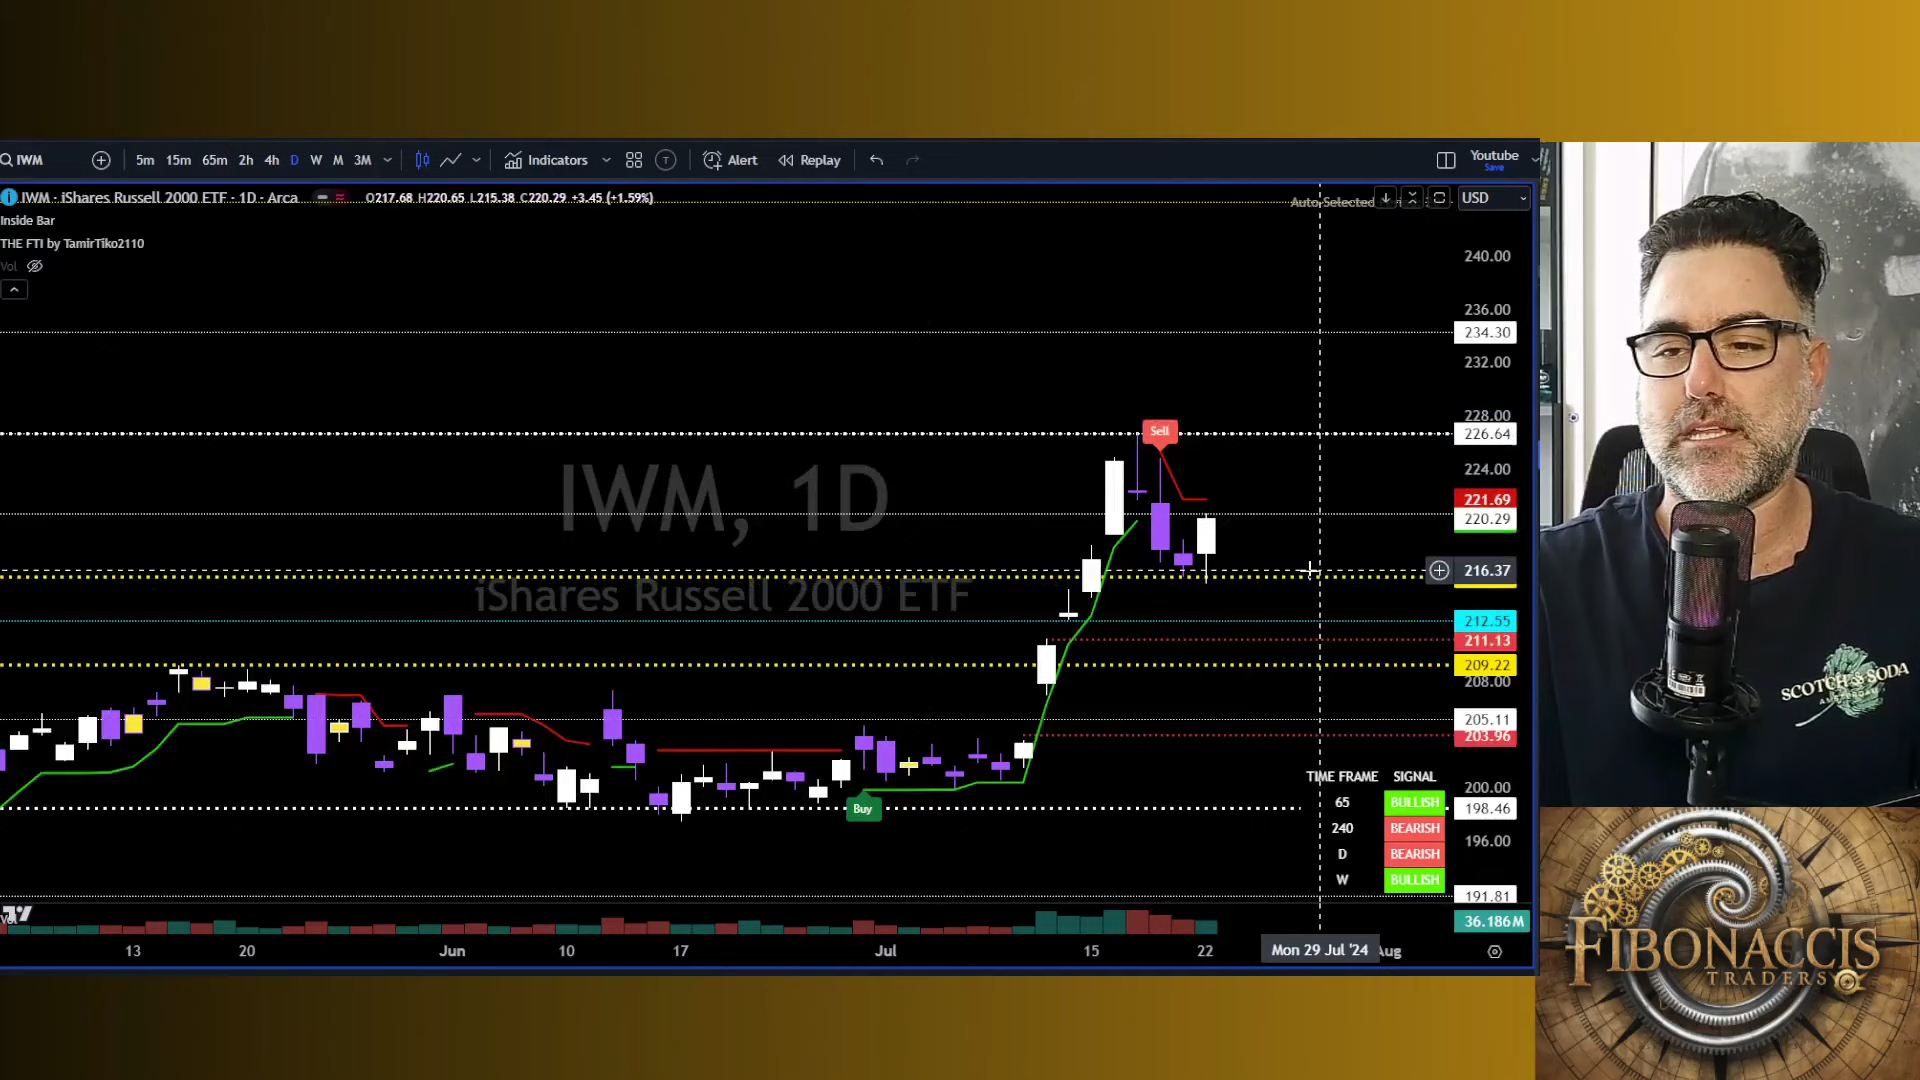 IWM
5m 15m 65m 2h 4h D W M 3M
Indicators
T
Alert
Replay
Youtube
Save
IWM · iShares Russell 2000 ETF · 1D · Arca
O217.68 H220.65 L215.38 C220.29 +3.45 (+1.59%)
Auto Selected
USD
Inside Bar
THE FTI by TamirTiko2110
Vol
240.00
236.00
234.30
232.00
228.00
226.64
224.00
221.69
220.29
216.37
212.55
211.13
209.22
208.00
205.11
203.96
200.00
198.46
196.00
191.81
36.186M
Sell
Buy
IWM, 1D
iShares Russell 2000 ETF
TIME FRAME SIGNAL
65 BULLISH
240 BEARISH
D BEARISH
W BULLISH
13 20 Jun 10 17 Jul 15 22 Mon 29 Jul '24 Aug
SCOTCH & SODA
FIBONACCIS
TRADERS